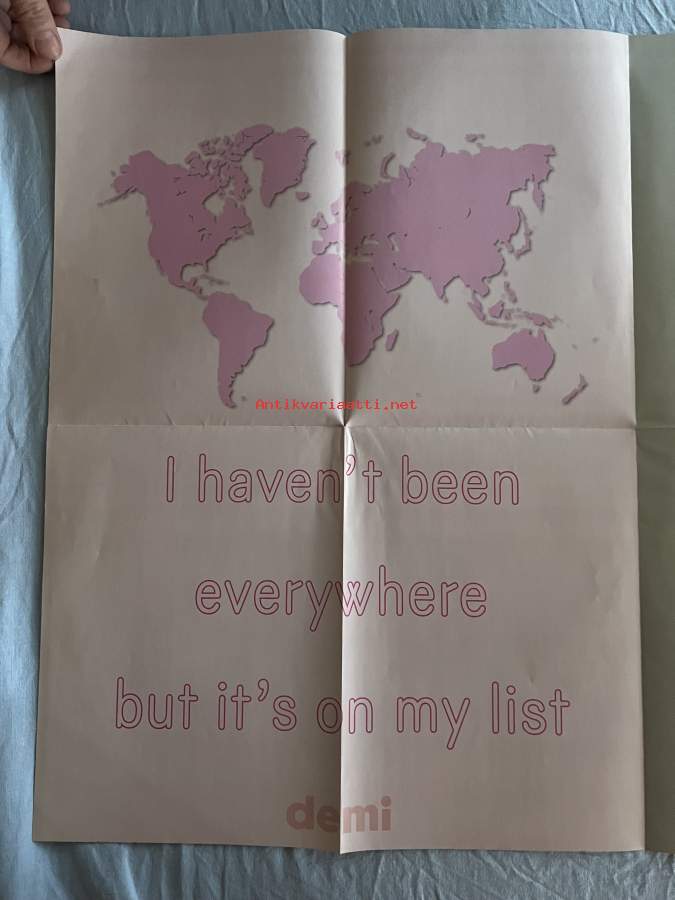 Antikvariaatti.net
I haven't been
everywhere
but it's on my list
demi